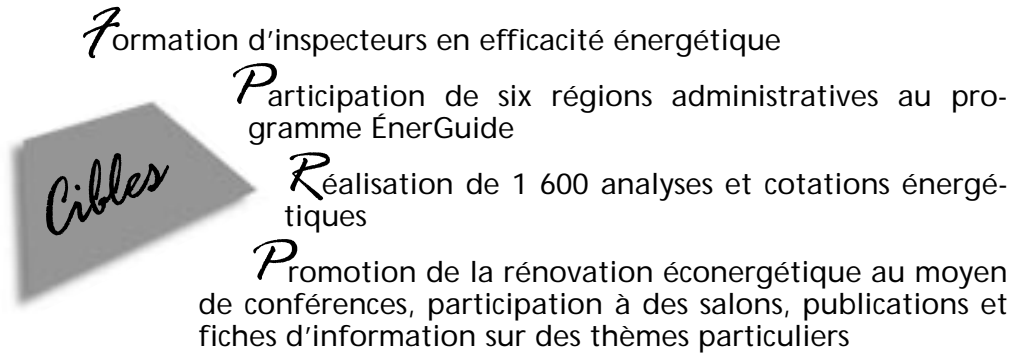 Formation d'inspecteurs en efficacité énergétique
Participation de six régions administratives au pro-
gramme ÉnerGuide
Cibles
Réalisation de 1 600 analyses et cotations énergé-
tiques
Promotion de la rénovation éconergétique au moyen
de conférences, participation à des salons, publications et
fiches d'information sur des thèmes particuliers